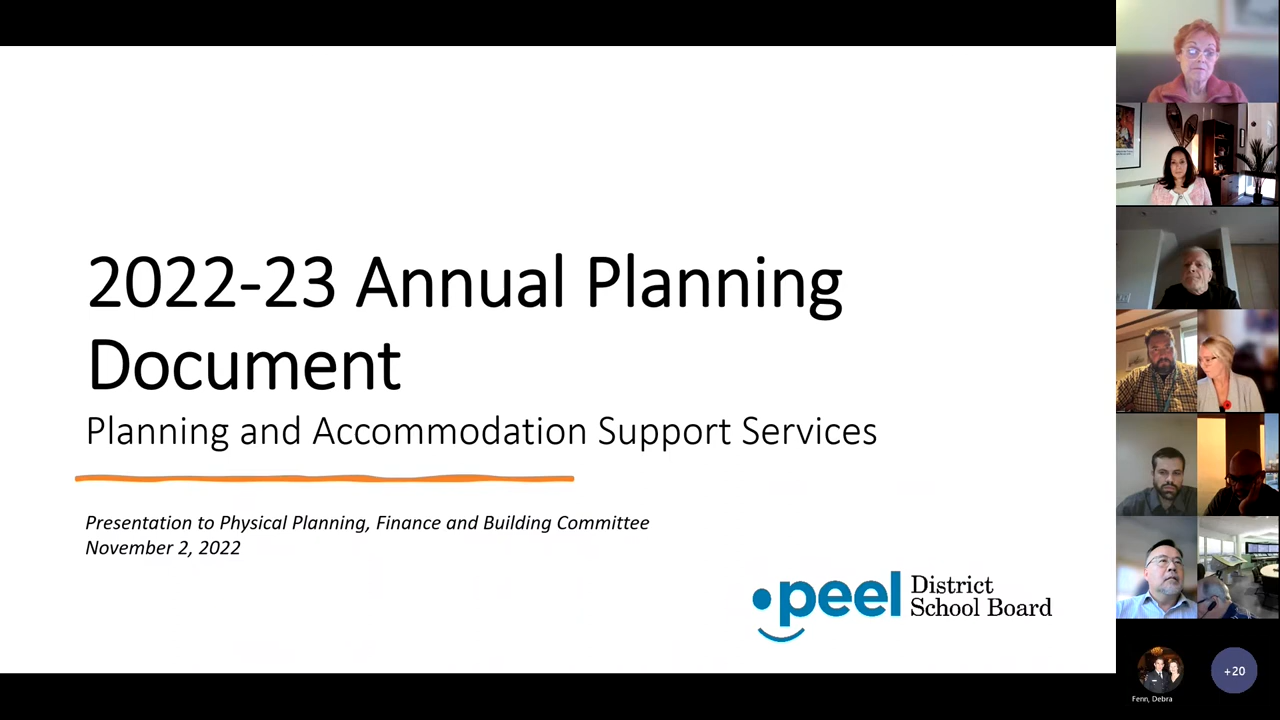 2022-23 Annual Planning
Document
Planning and Accommodation Support Services
Presentation to Physical Planning, Finance and Building Committee
November 2, 2022
peel District
School Board
Fenn, Debra
+20